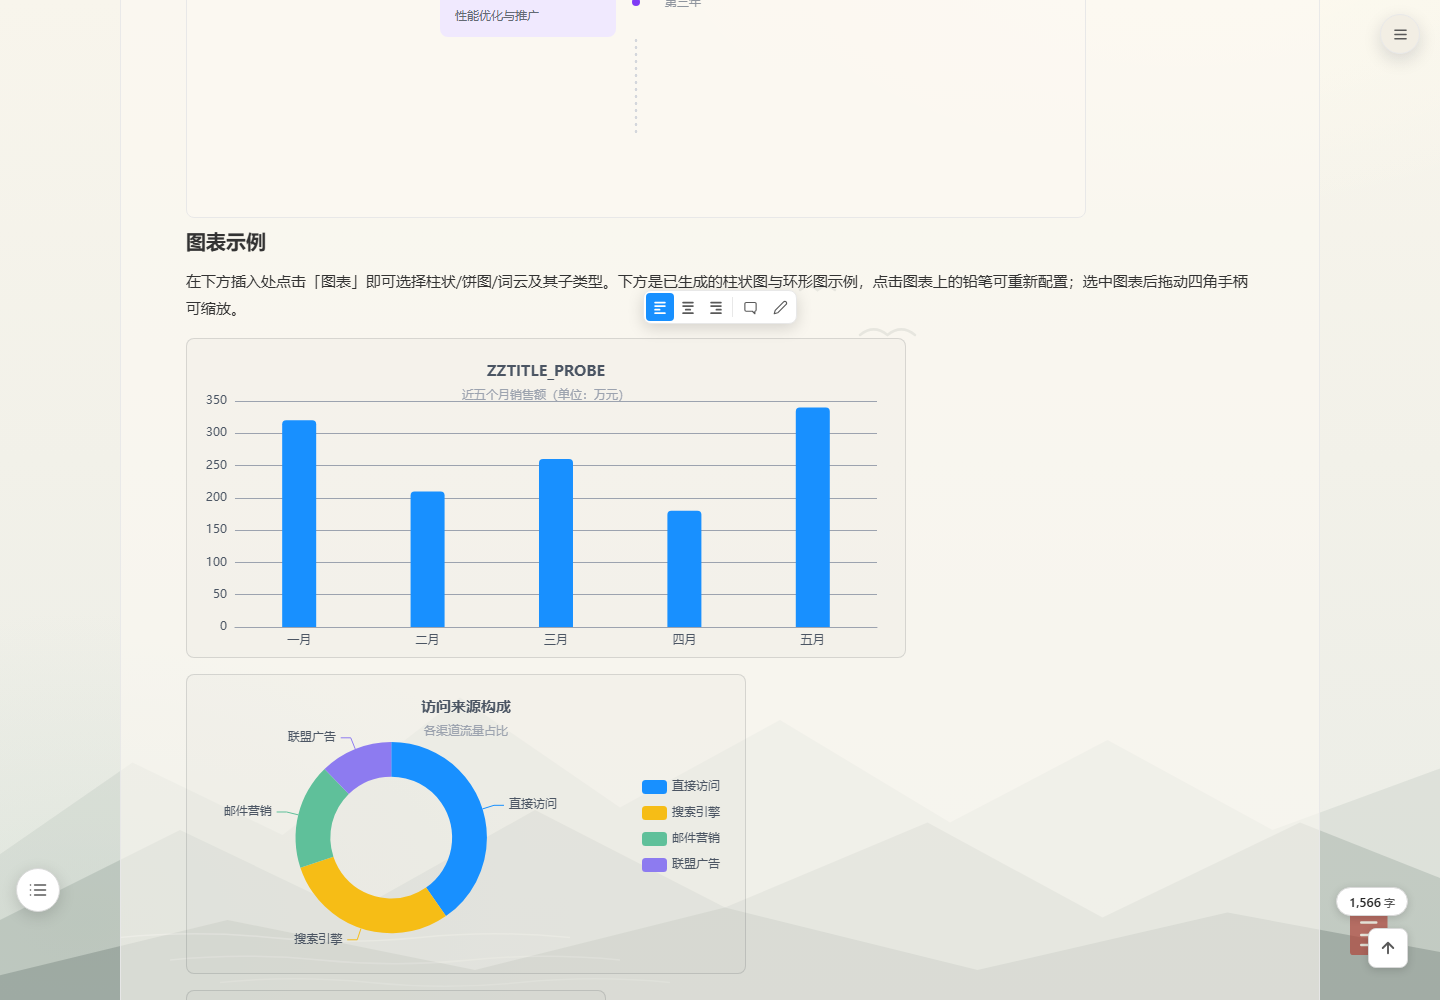 性能优化与推广
第三年
图表示例
在下方插入处点击「图表」即可选择柱状/饼图/词云及其子类型。下方是已生成的柱状图与环形图示例，点击图表上的铅笔可重新配置；选中图表后拖动四角手柄
可缩放。
ZZTITLE_PROBE
近五个月销售额（单位：万元）
350
300
250
200
150
100
50
0
一月 二月 三月 四月 五月
访问来源构成
各渠道流量占比
联盟广告
邮件营销
直接访问
搜索引擎
直接访问
搜索引擎
邮件营销
联盟广告
1,566 字